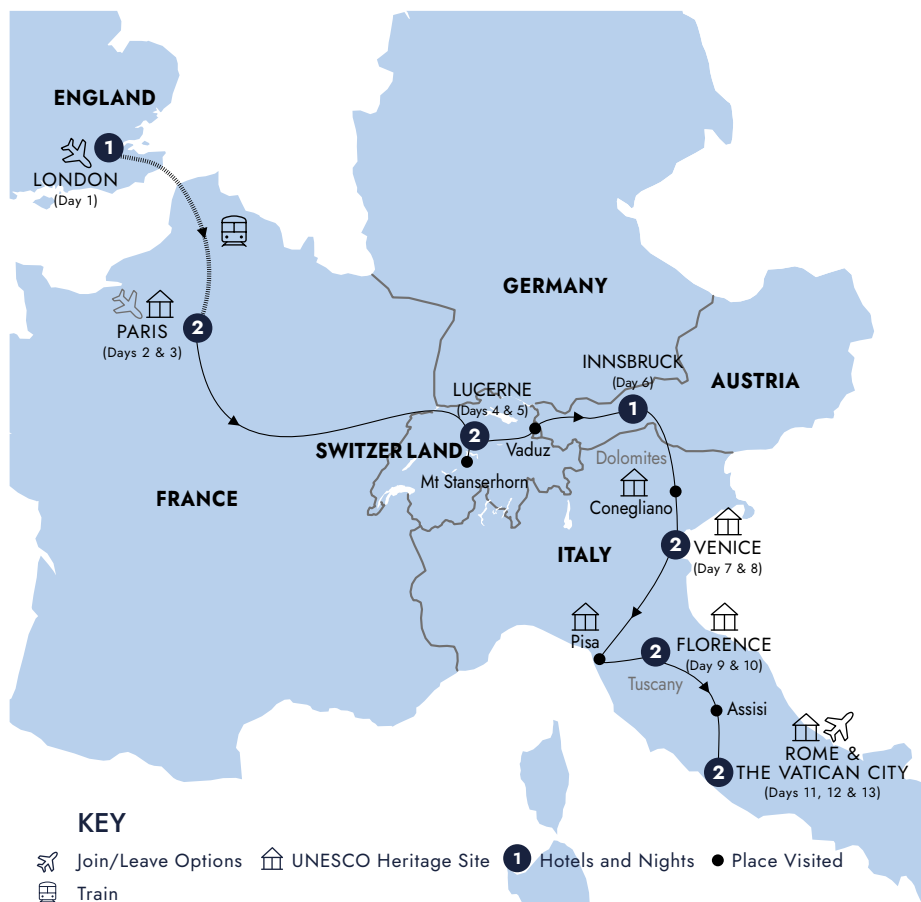 ENGLAND
1
LONDON
(Day 1)
PARIS
(Days 2 & 3)
2
GERMANY
INNSBRUCK
(Day 6)
1
AUSTRIA
LUCERNE
(Days 4 & 5)
2
SWITZERLAND
Vaduz
Mt Stanserhorn
Dolomites
Conegliano
FRANCE
ITALY
2
VENICE
(Day 7 & 8)
Pisa
2
FLORENCE
(Day 9 & 10)
Tuscany
Assisi
ROME &
2
THE VATICAN CITY
(Days 11, 12 & 13)
KEY
Join/Leave Options
UNESCO Heritage Site
1
Hotels and Nights
Place Visited
Train